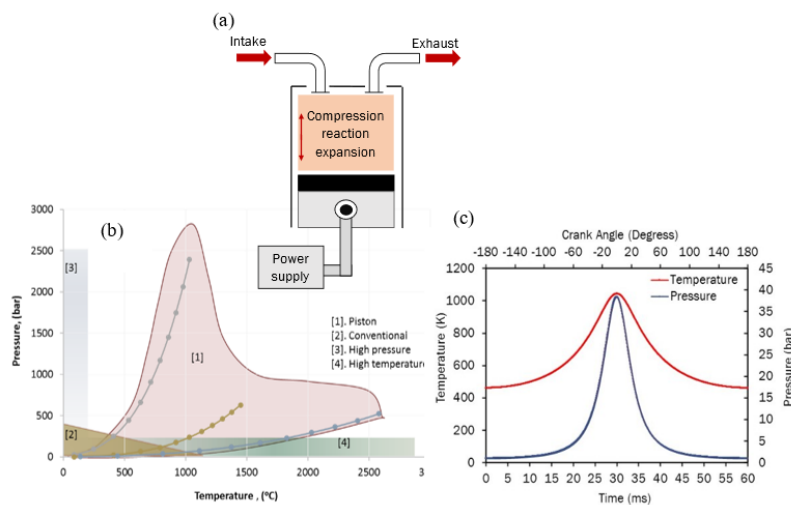 (a)
Intake
Exhaust
Compression
reaction
expansion
Power
supply
(b)
Pressure, (bar)
3000
2500
2000
1500
1000
500
0
[3]
[1]
[2]
[4]
[1]. Piston
[2]. Conventional
[3]. High pressure
[4]. High temperature
0 500 1000 1500 2000 2500 3
Temperature , (°C)
(c)
Crank Angle (Degress)
-180 -140 -100 -60 -20 20 60 100 140 180
Temperature (K)
1200
1000
800
600
400
200
0
Temperature
Pressure
45
40
35
30
25
20
15
10
5
0
Pressure (bar)
0 5 10 15 20 25 30 35 40 45 50 55 60
Time (ms)